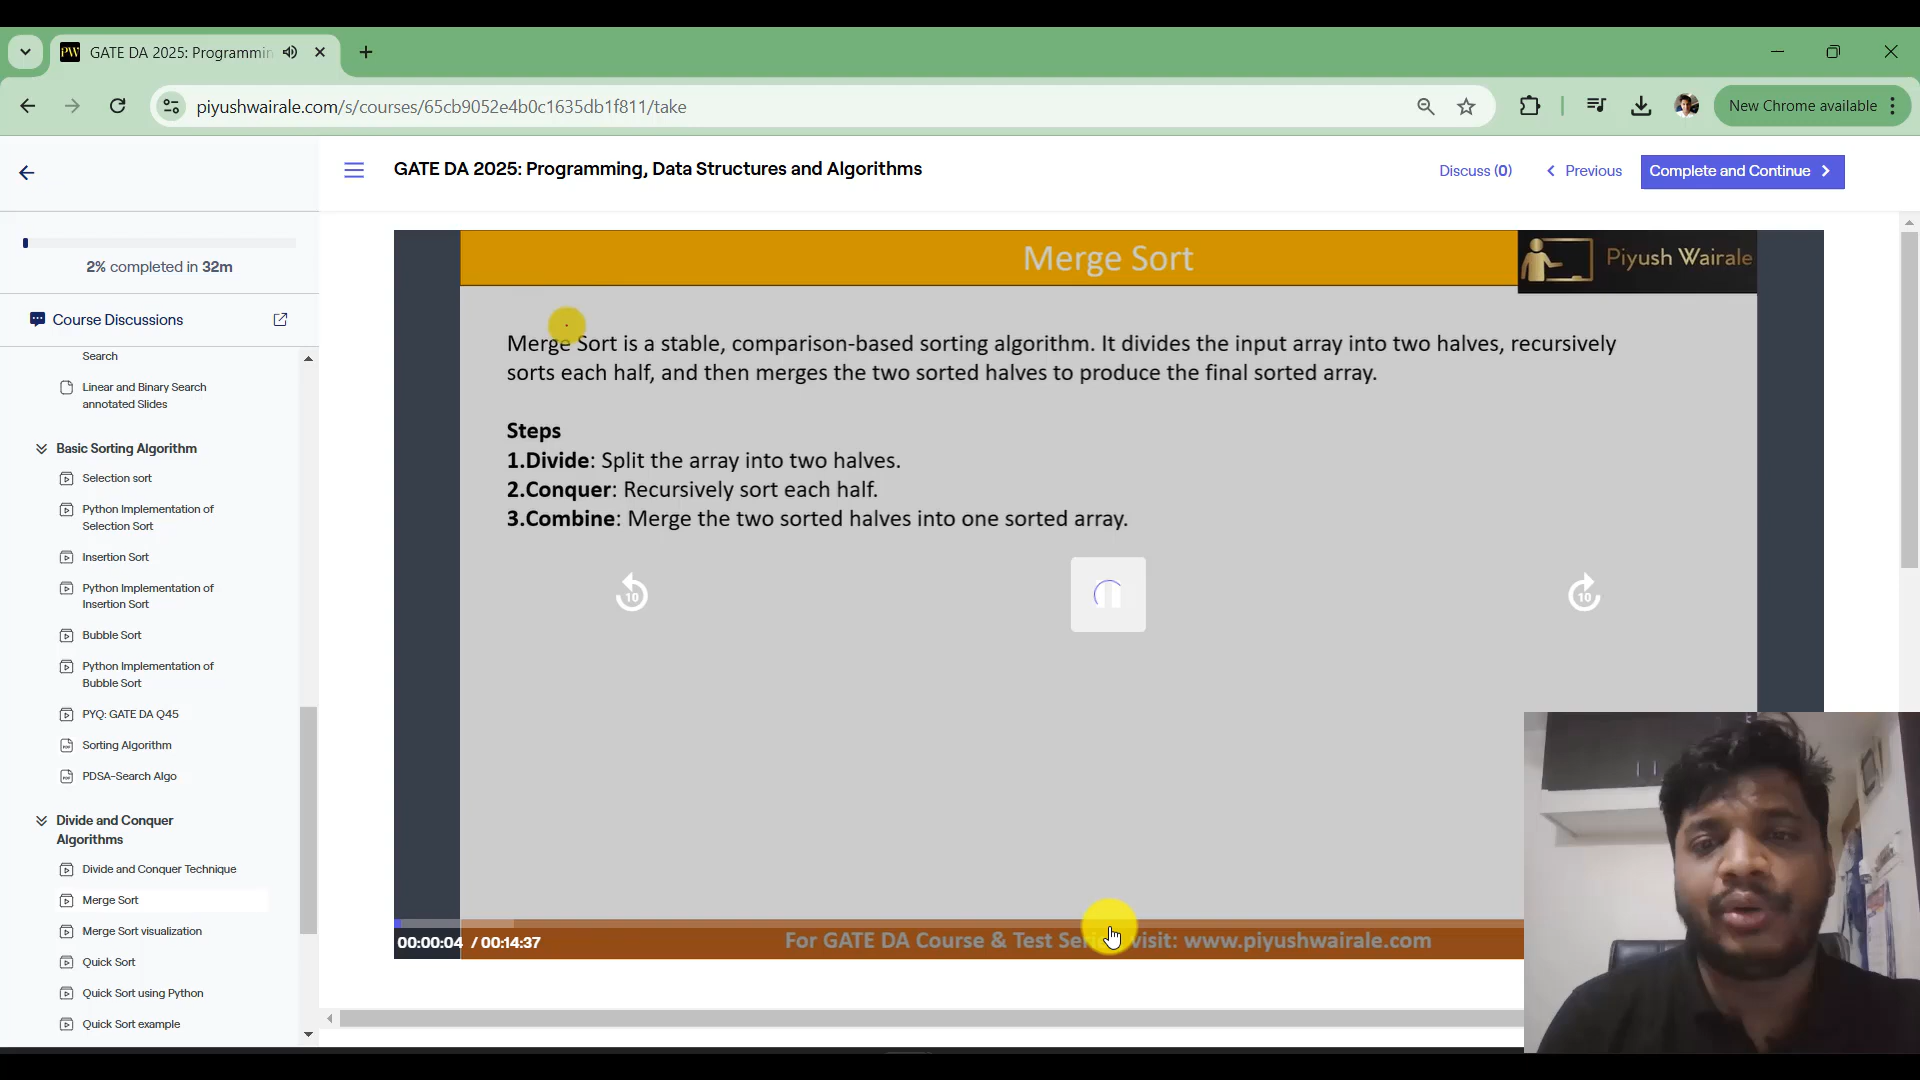 PW GATE DA 2025: Programmin
piyushwairale.com/s/courses/65cb9052e4b0c1635db1f811/take
New Chrome available
GATE DA 2025: Programming, Data Structures and Algorithms
Discuss (0)
Previous
Complete and Continue
2% completed in 32m
Course Discussions
Search
Linear and Binary Search
annotated Slides
Basic Sorting Algorithm
Selection sort
Python Implementation of
Selection Sort
Insertion Sort
Python Implementation of
Insertion Sort
Bubble Sort
Python Implementation of
Bubble Sort
PYQ: GATE DA Q45
Sorting Algorithm
PDSA-Search Algo
Divide and Conquer
Algorithms
Divide and Conquer Technique
Merge Sort
Merge Sort visualization
Quick Sort
Quick Sort using Python
Quick Sort example
Merge Sort
Piyush Wairale
Merge Sort is a stable, comparison-based sorting algorithm. It divides the input array into two halves, recursively
sorts each half, and then merges the two sorted halves to produce the final sorted array.
Steps
1.Divide: Split the array into two halves.
2.Conquer: Recursively sort each half.
3.Combine: Merge the two sorted halves into one sorted array.
10
10
00:00:04 / 00:14:37
For GATE DA Course & Test Series visit: www.piyushwairale.com